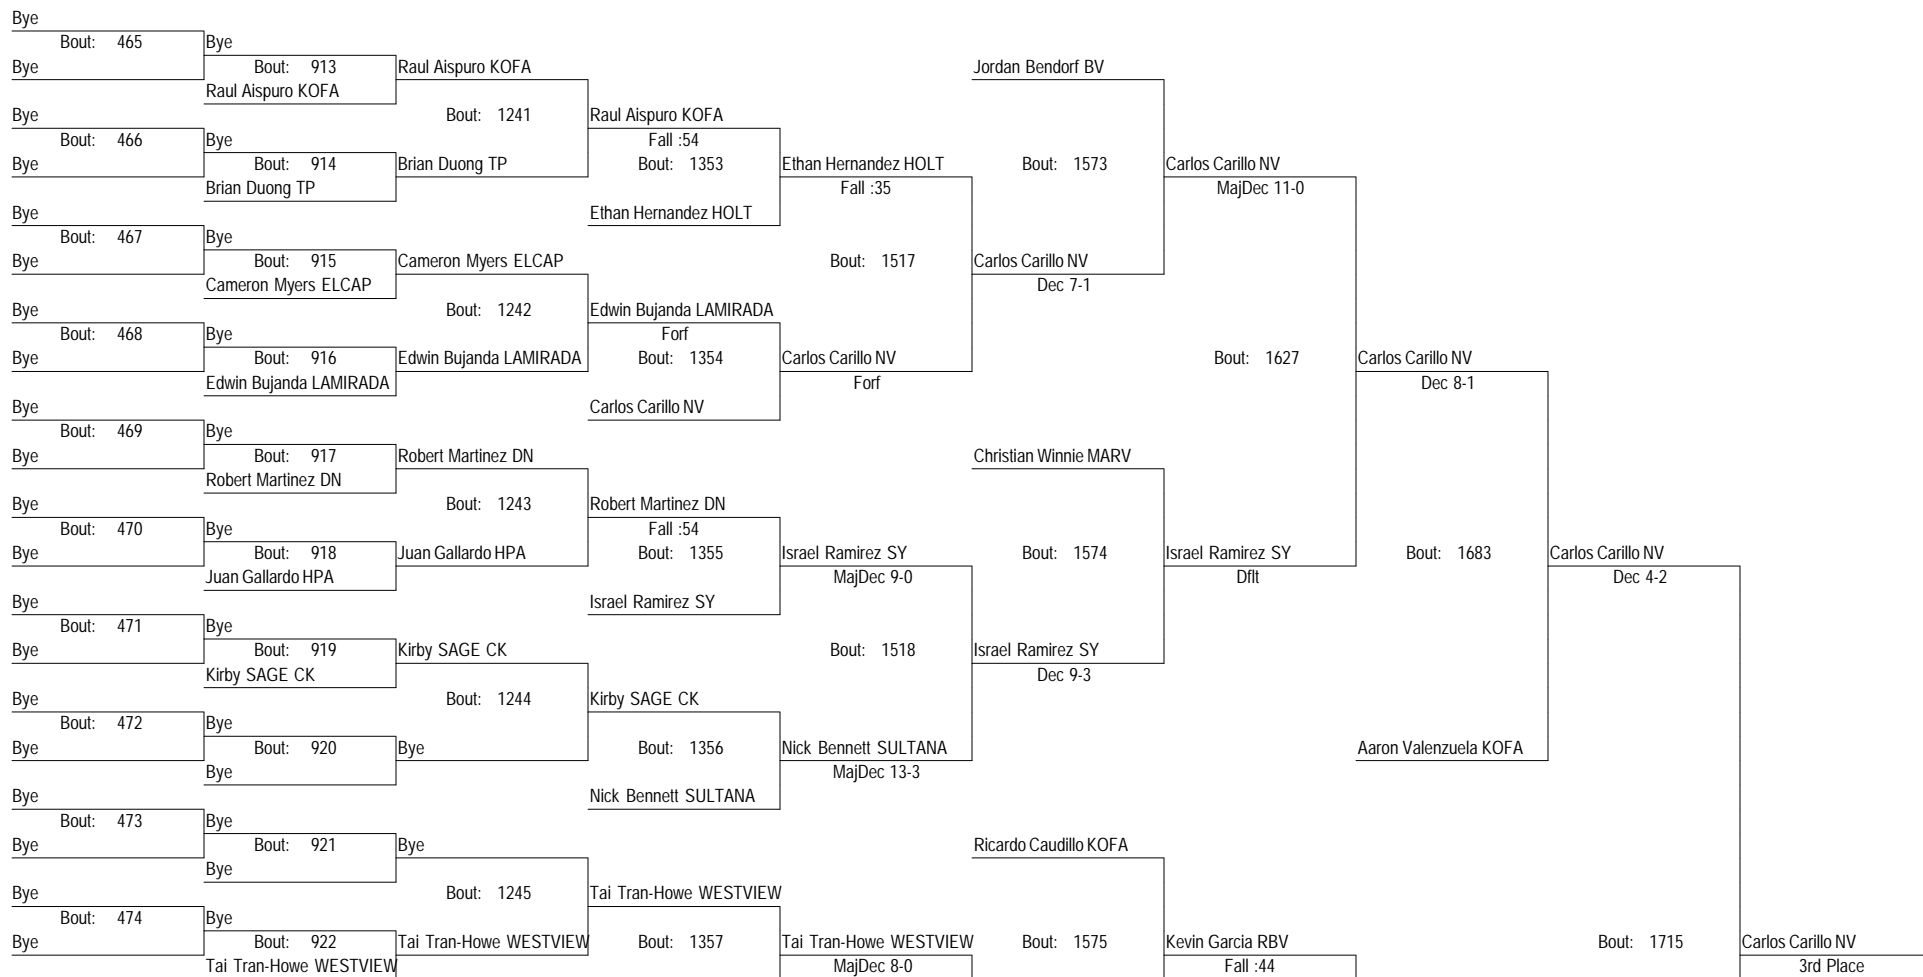 Bye
Bout: 465 Bye
Bye Bout: 913 Raul Aispuro KOFA Jordan Bendorf BV
Raul Aispuro KOFA
Bye Bout: 1241 Raul Aispuro KOFA
Bout: 466 Bye Fall :54
Bye Bout: 914 Brian Duong TP Bout: 1353 Ethan Hernandez HOLT Bout: 1573 Carlos Carillo NV
Brian Duong TP Fall :35 MajDec 11-0
Bye Ethan Hernandez HOLT
Bout: 467 Bye
Bye Bout: 915 Cameron Myers ELCAP Bout: 1517 Carlos Carillo NV
Cameron Myers ELCAP Dec 7-1
Bye Bout: 1242 Edwin Bujanda LAMIRADA
Bout: 468 Bye Forf
Bye Bout: 916 Edwin Bujanda LAMIRADA Bout: 1354 Carlos Carillo NV Bout: 1627 Carlos Carillo NV
Edwin Bujanda LAMIRADA Forf Dec 8-1
Bye Carlos Carillo NV
Bout: 469 Bye
Bye Bout: 917 Robert Martinez DN Christian Winnie MARV
Robert Martinez DN
Bye Bout: 1243 Robert Martinez DN
Bout: 470 Bye Fall :54
Bye Bout: 918 Juan Gallardo HPA Bout: 1355 Israel Ramirez SY Bout: 1574 Israel Ramirez SY Bout: 1683 Carlos Carillo NV
Juan Gallardo HPA MajDec 9-0 Dflt Dec 4-2
Bye Israel Ramirez SY
Bout: 471 Bye
Bye Bout: 919 Kirby SAGE CK Bout: 1518 Israel Ramirez SY
Kirby SAGE CK Dec 9-3
Bye Bout: 1244 Kirby SAGE CK
Bout: 472 Bye
Bye Bout: 920 Bye Bout: 1356 Nick Bennett SULTANA Aaron Valenzuela KOFA
Bye MajDec 13-3
Bye Nick Bennett SULTANA
Bout: 473 Bye
Bye Bout: 921 Bye Ricardo Caudillo KOFA
Bye
Bye Bout: 1245 Tai Tran-Howe WESTVIEW
Bout: 474 Bye
Bye Bout: 922 Tai Tran-Howe WESTVIEW Bout: 1357 Tai Tran-Howe WESTVIEW Bout: 1575 Kevin Garcia RBV Bout: 1715 Carlos Carillo NV
Tai Tran-Howe WESTVIEW MajDec 8-0 Fall :44 3rd Place